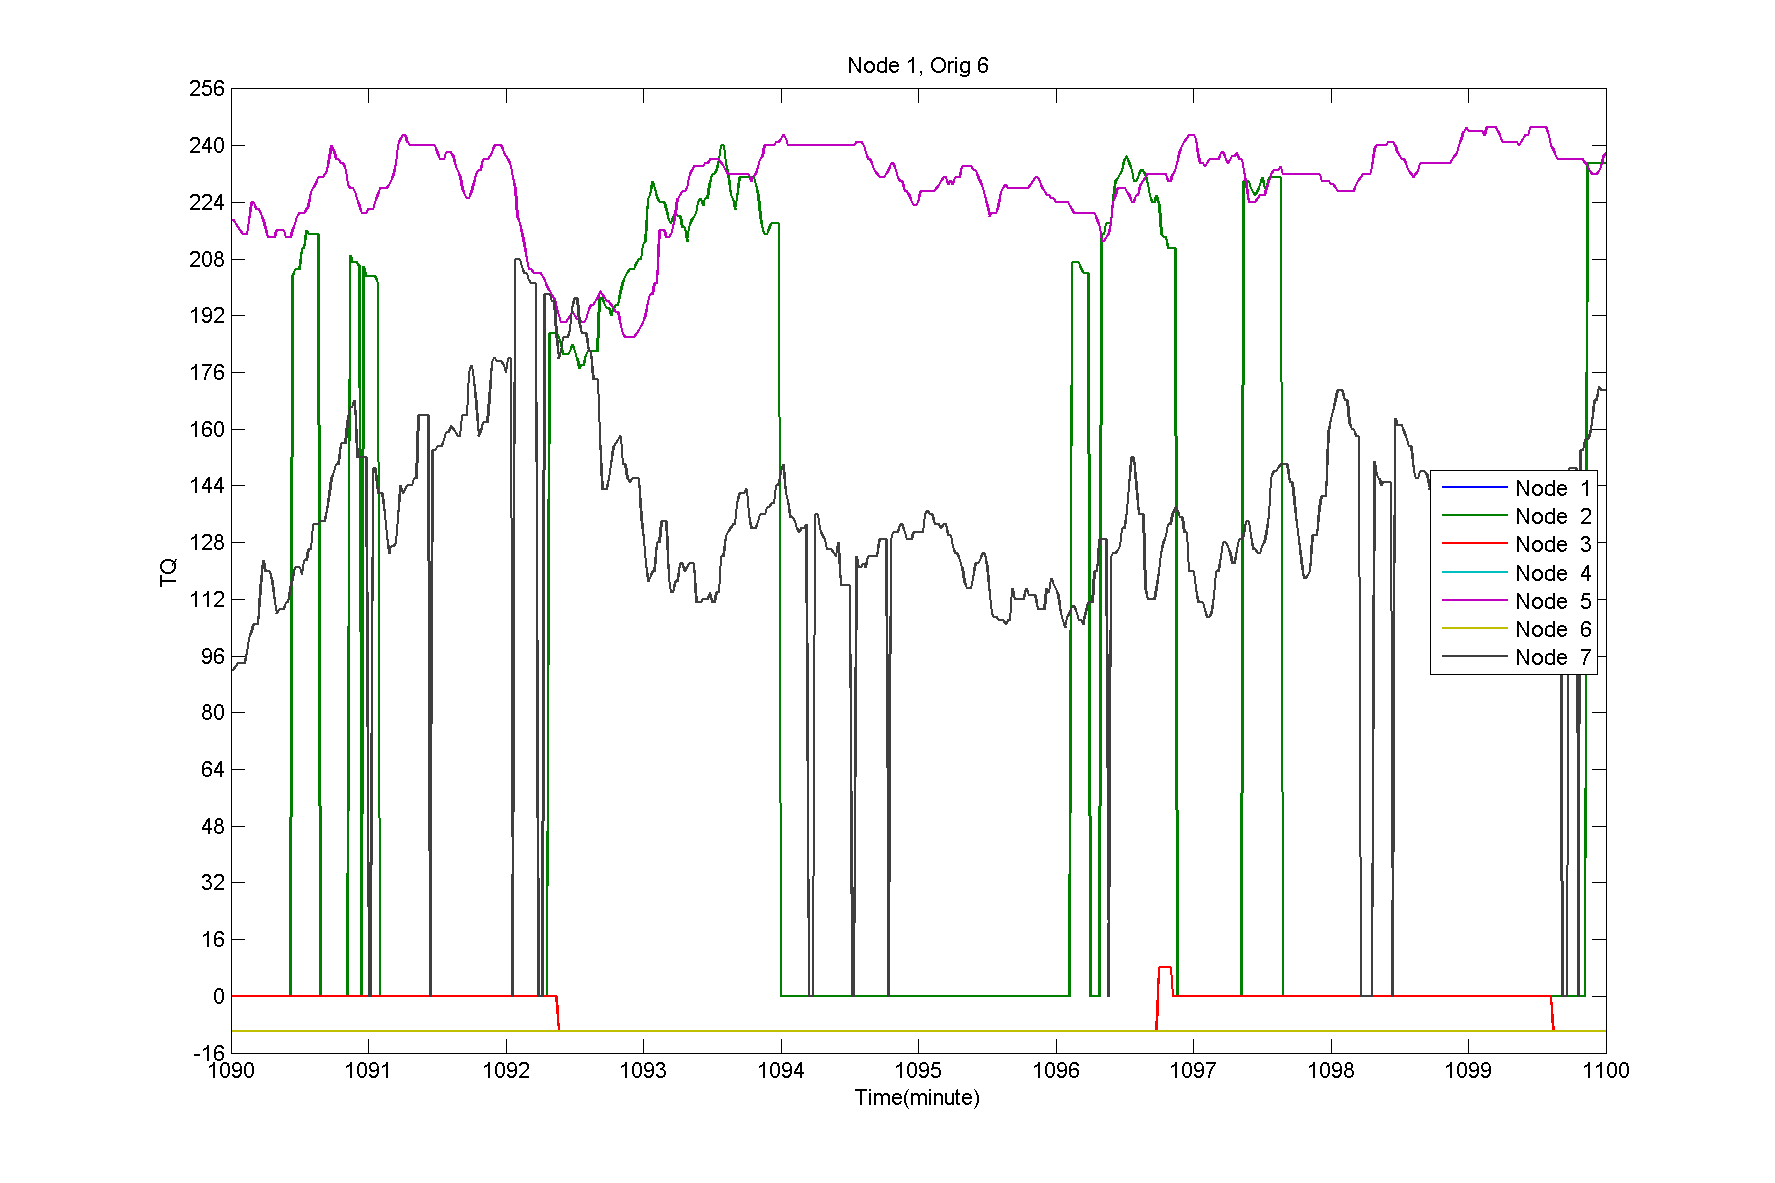 Node 1, Orig 6
256
240
224
208
192
176
160
144
128
112
96
80
64
48
32
16
0
-16
TQ
Node 1
Node 2
Node 3
Node 4
Node 5
Node 6
Node 7
1090 1091 1092 1093 1094 1095 1096 1097 1098 1099 1100
Time(minute)